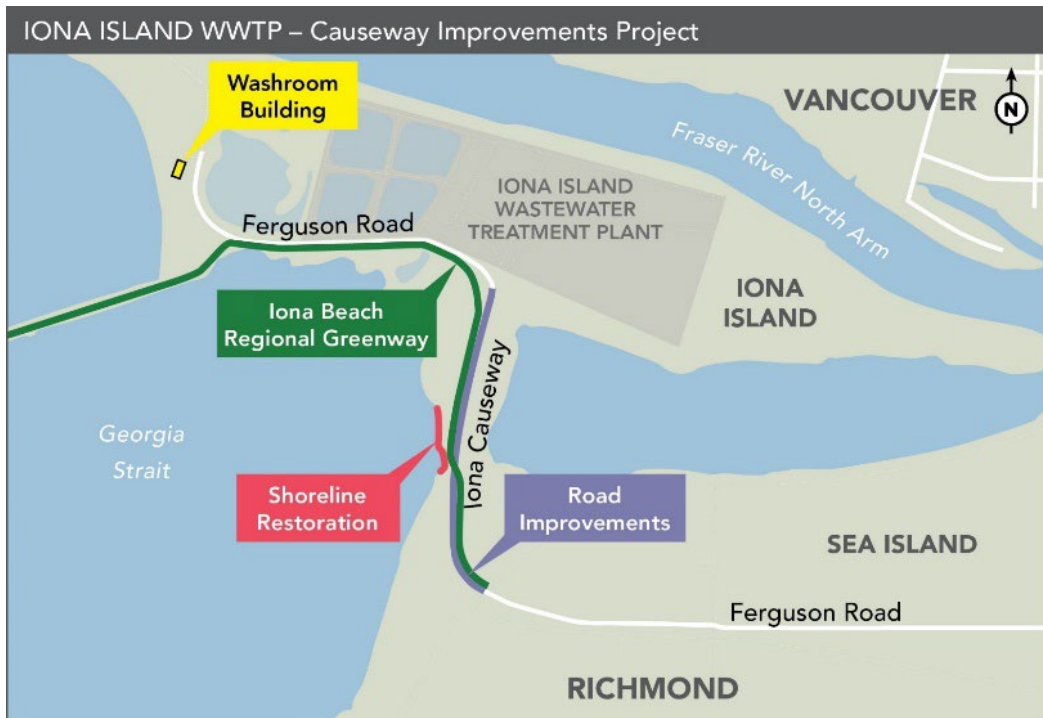 IONA ISLAND WWTP – Causeway Improvements Project
Washroom
Building
VANCOUVER
N
Fraser River North Arm
IONA ISLAND
WASTEWATER
TREATMENT PLANT
Ferguson Road
IONA
ISLAND
Iona Beach
Regional Greenway
Iona Causeway
Georgia
Strait
Shoreline
Restoration
Road
Improvements
SEA ISLAND
Ferguson Road
RICHMOND